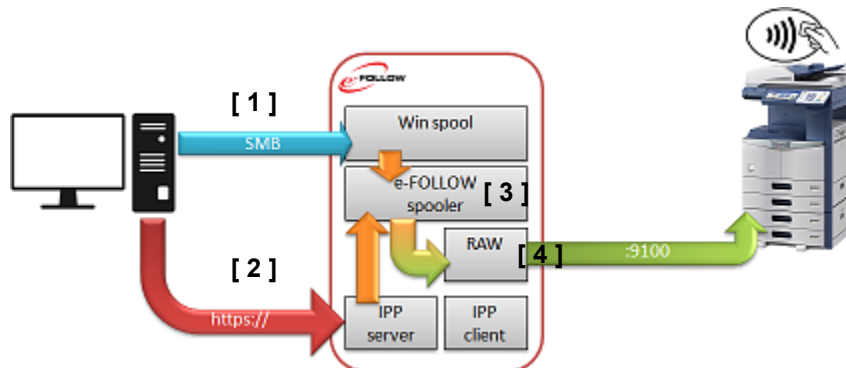 e-FOLLOW
[ 1 ]
SMB
Win spool
e-FOLLOW
spooler
[ 3 ]
RAW
[ 4 ]
:9100
[ 2 ]
https://
IPP
server
IPP
client